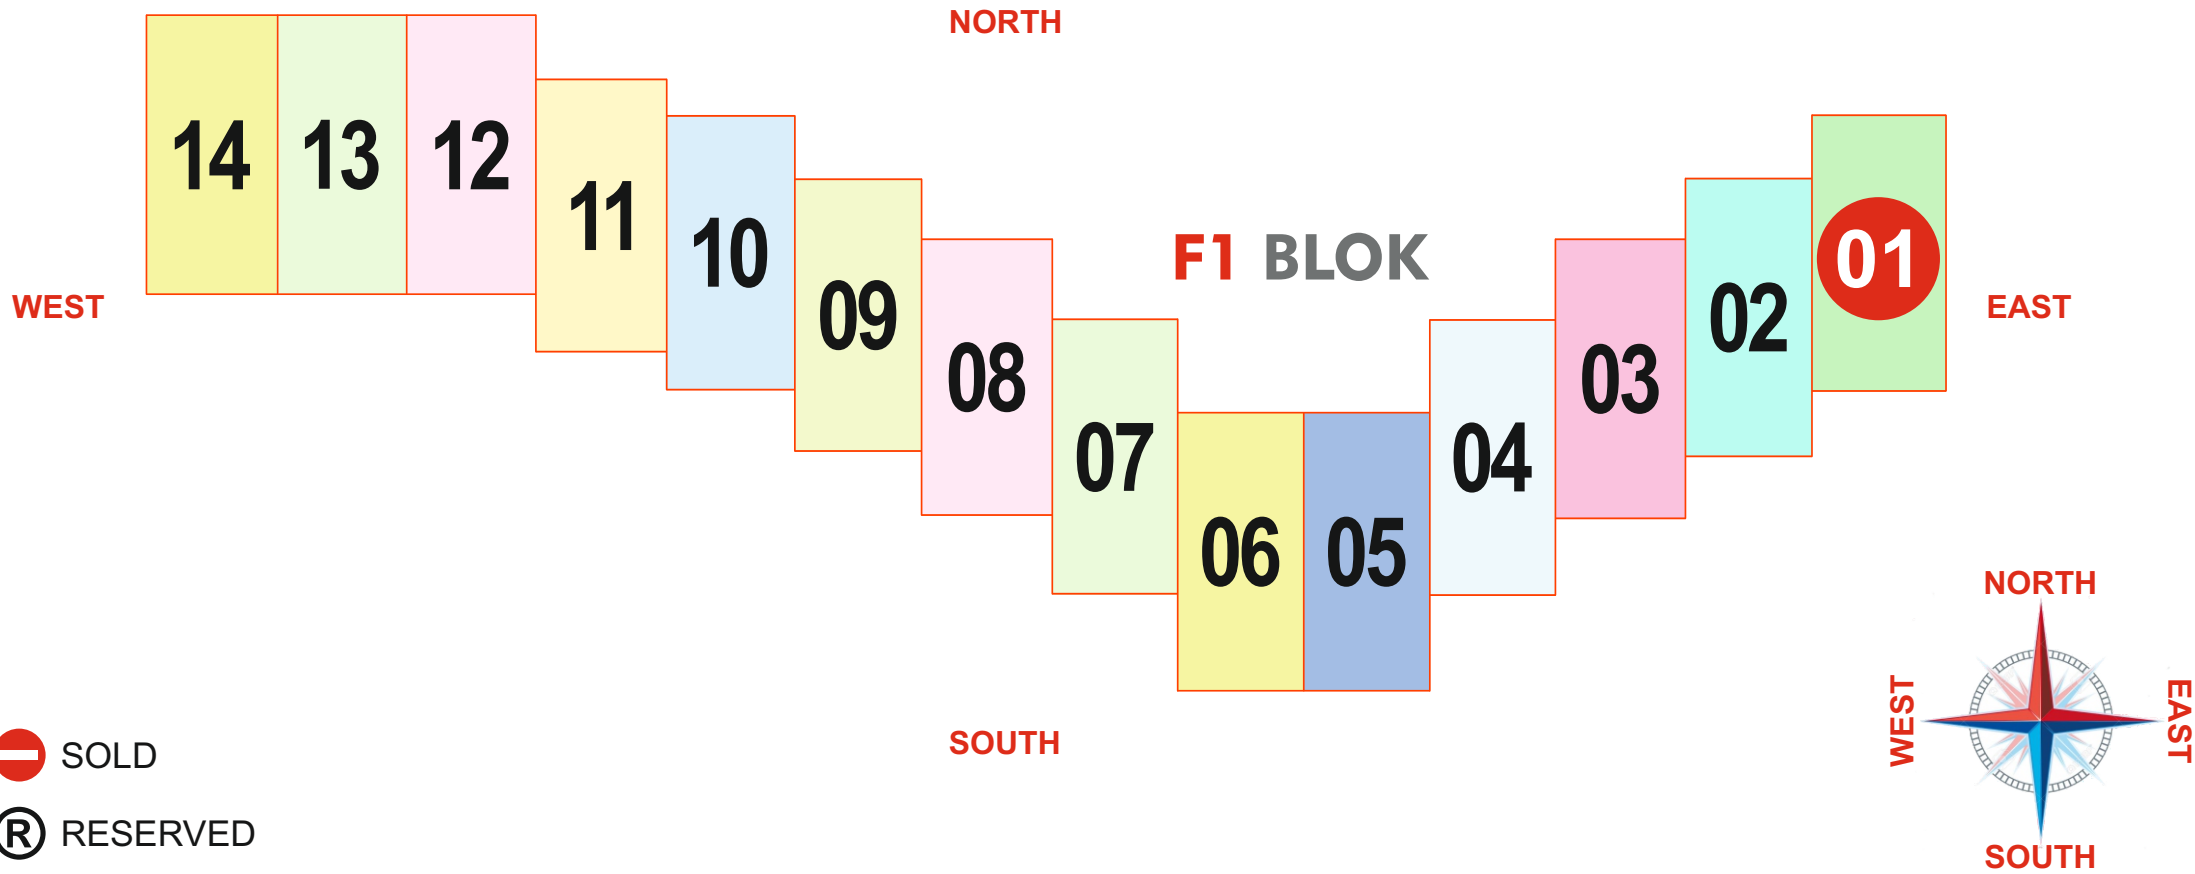 NORTH
14
13
12
11
10
09
08
07
06
05
04
03
02
01
F1 BLOK
WEST
EAST
SOUTH
SOLD
R RESERVED
NORTH
WEST
EAST
SOUTH